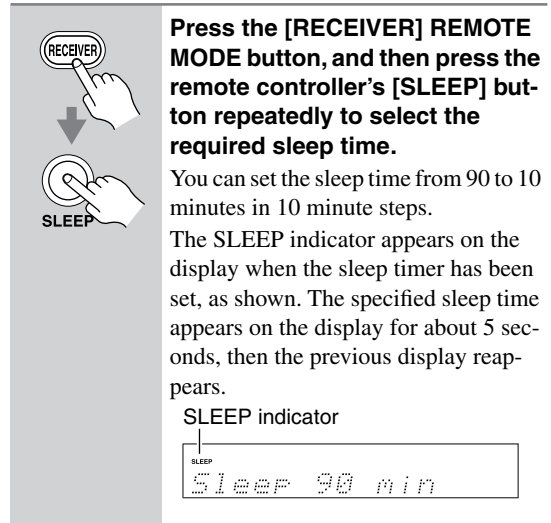 RECEIVER
SLEEP
Press the [RECEIVER] REMOTE
MODE button, and then press the
remote controller's [SLEEP] but-
ton repeatedly to select the
required sleep time.
You can set the sleep time from 90 to 10
minutes in 10 minute steps.
The SLEEP indicator appears on the
display when the sleep timer has been
set, as shown. The specified sleep time
appears on the display for about 5 sec-
onds, then the previous display reap-
pears.
SLEEP indicator
SLEEP
Sleep 90 min